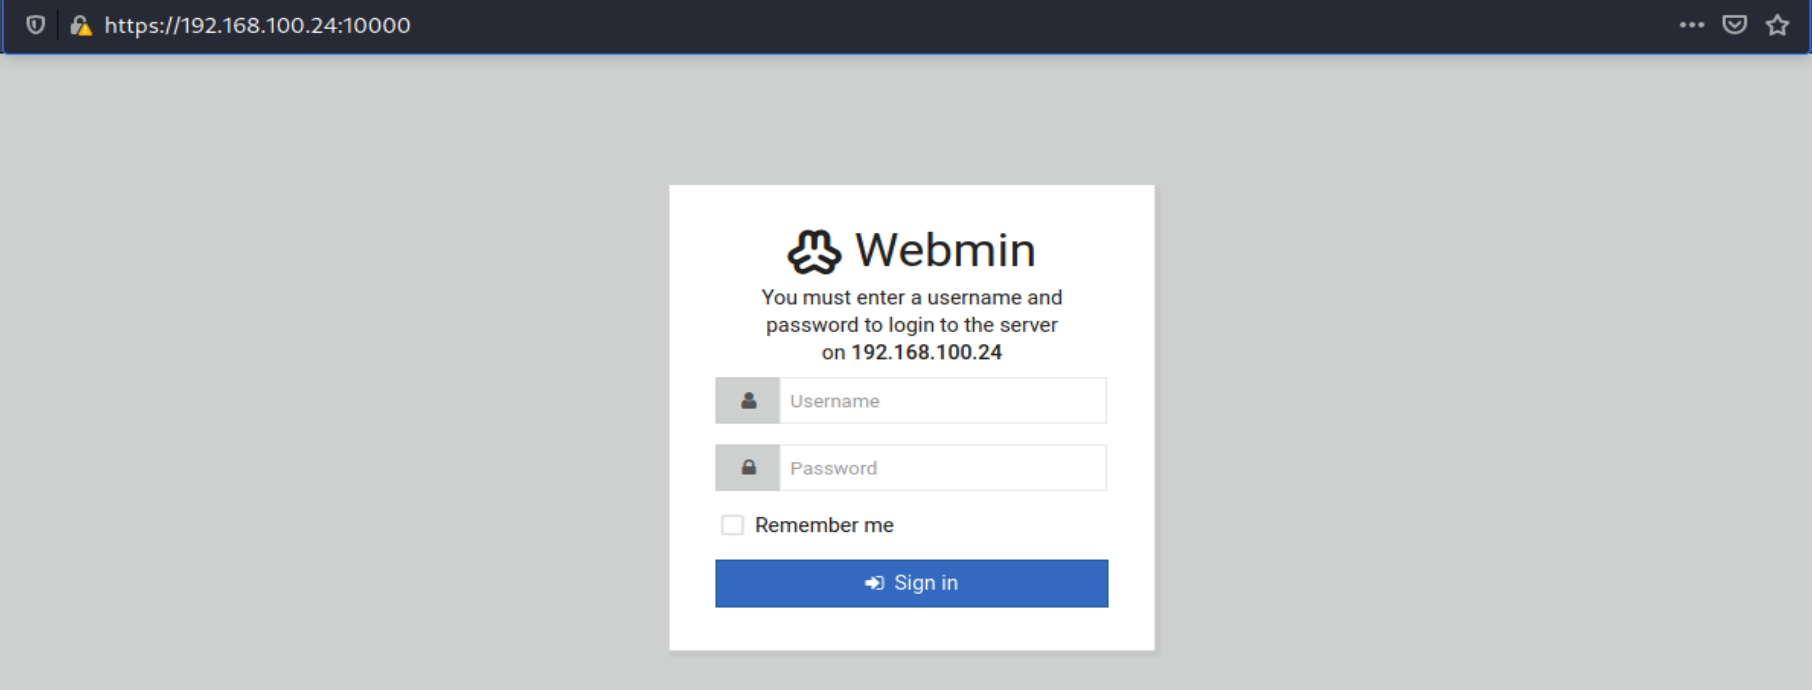 https://192.168.100.24:10000
Webmin
You must enter a username and
password to login to the server
on 192.168.100.24
Username
Password
Remember me
Sign in